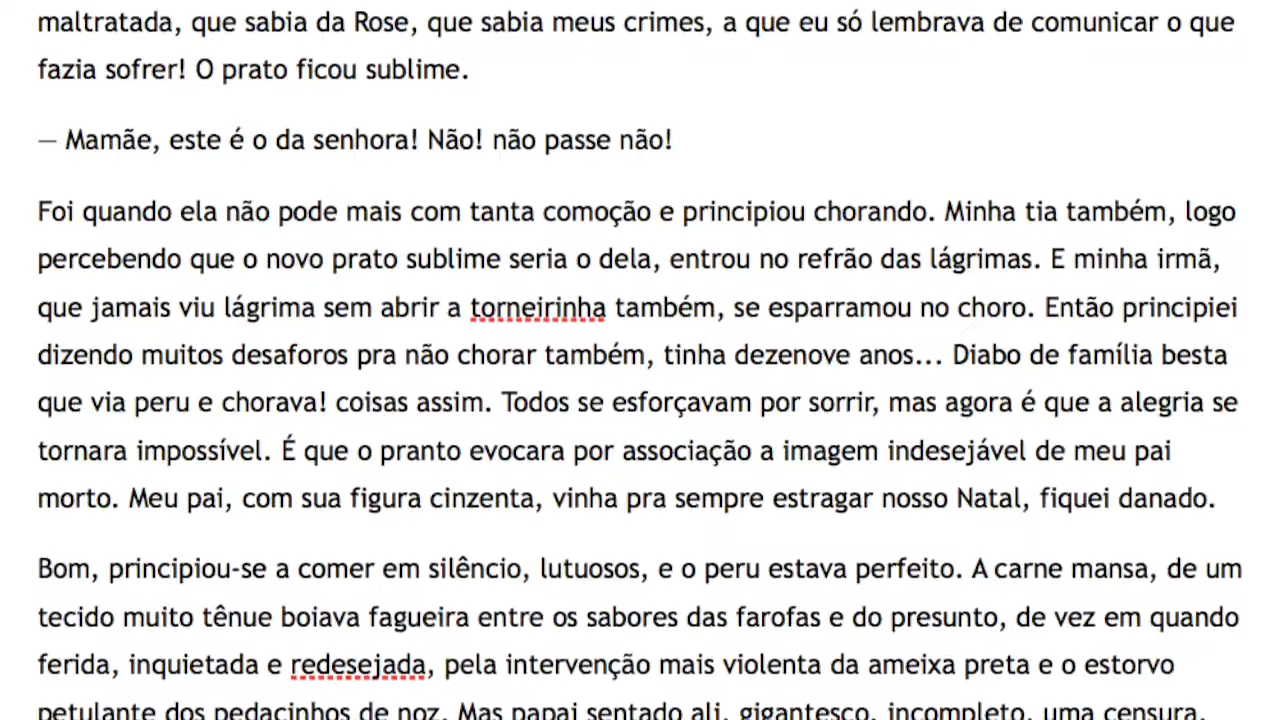 maltratada, que sabia da Rose, que sabia meus crimes, a que eu só lembrava de comunicar o que
fazia sofrer! O prato ficou sublime.
— Mamãe, este é o da senhora! Não! não passe não!
Foi quando ela não pode mais com tanta comoção e principiou chorando. Minha tia também, logo
percebendo que o novo prato sublime seria o dela, entrou no refrão das lágrimas. E minha irmã,
que jamais viu lágrima sem abrir a torneirinha também, se esparramou no choro. Então principiei
dizendo muitos desaforos pra não chorar também, tinha dezenove anos... Diabo de família besta
que via peru e chorava! coisas assim. Todos se esforçavam por sorrir, mas agora é que a alegria se
tornara impossível. É que o pranto evocara por associação a imagem indesejável de meu pai
morto. Meu pai, com sua figura cinzenta, vinha pra sempre estragar nosso Natal, fiquei danado.
Bom, principiou-se a comer em silêncio, lutuosos, e o peru estava perfeito. A carne mansa, de um
tecido muito tênue boiava fagueira entre os sabores das farofas e do presunto, de vez em quando
ferida, inquietada e redesejada, pela intervenção mais violenta da ameixa preta e o estorvo
petulante dos pedacinhos de noz. Mas papai sentado ali, gigantesco, incompleto, uma censura,